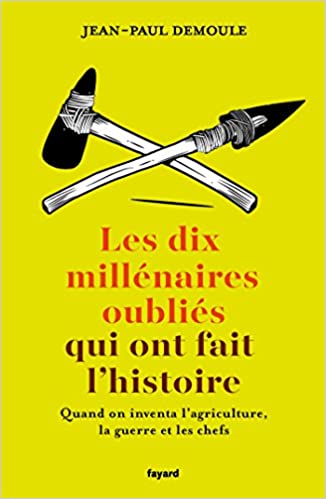 JEAN-PAUL DEMOULE
Les dix
millénaires
oubliés
qui ont fait
l'histoire
Quand on inventa l'agriculture,
la guerre et les chefs
fayard